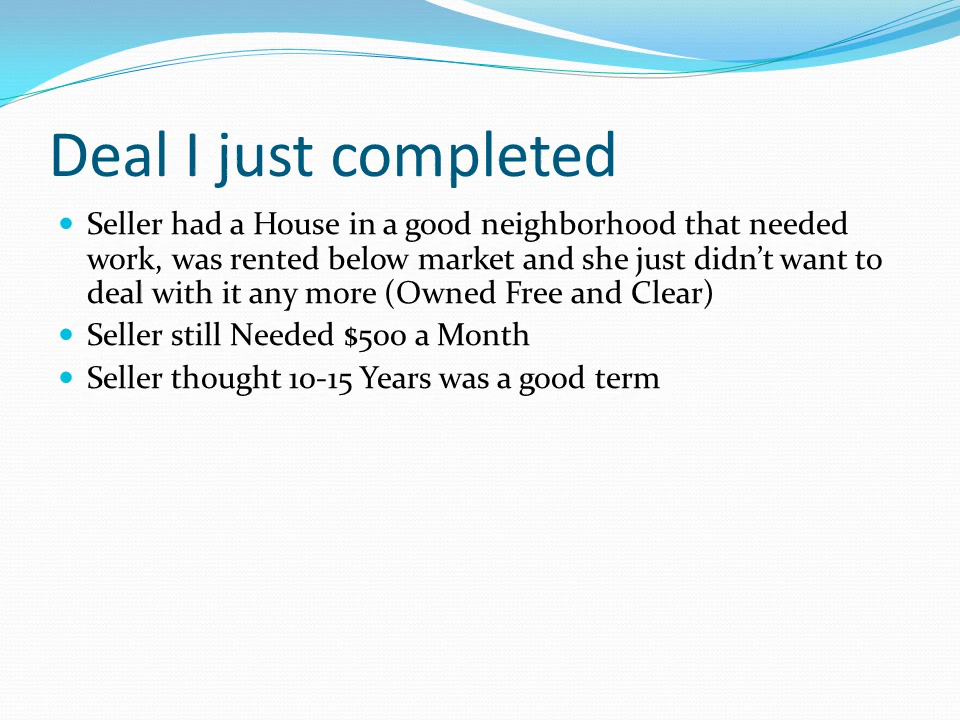 Deal I just completed
Seller had a House in a good neighborhood that needed
work, was rented below market and she just didn’t want to
deal with it any more (Owned Free and Clear)
Seller still Needed $500 a Month
Seller thought 10-15 Years was a good term